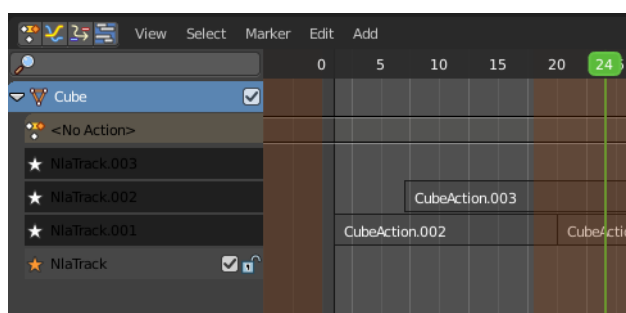 View Select Marker Edit Add
0 5 10 15 20 24
Cube
<No Action>
NlaTrack.003
NlaTrack.002 CubeAction.003
NlaTrack.001 CubeAction.002 CubeActi
NlaTrack